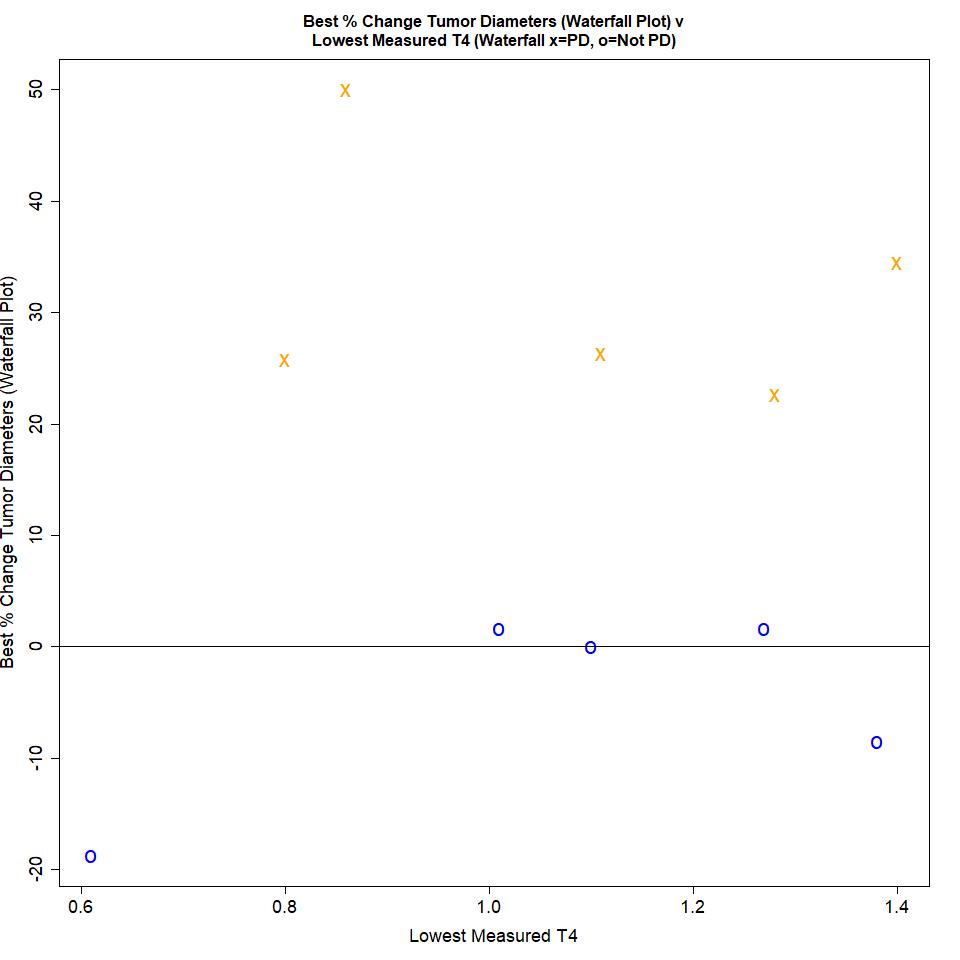 Best % Change Tumor Diameters (Waterfall Plot) v
Lowest Measured T4 (Waterfall x=PD, o=Not PD)
Best % Change Tumor Diameters (Waterfall Plot)
50
40
30
20
10
0
-10
-20
X
X
X
X
X
O
O
O
O
O
0.6 0.8 1.0 1.2 1.4
Lowest Measured T4